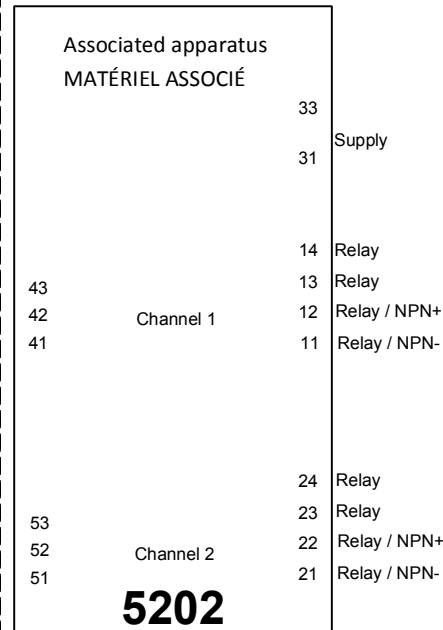 Associated apparatus
MATÉRIEL ASSOCIÉ
33
Supply
31
14 Relay
13 Relay
43
12 Relay / NPN+
42
Channel 1
11 Relay / NPN-
41
24 Relay
23 Relay
53
22 Relay / NPN+
52
Channel 2
21 Relay / NPN-
51
5202